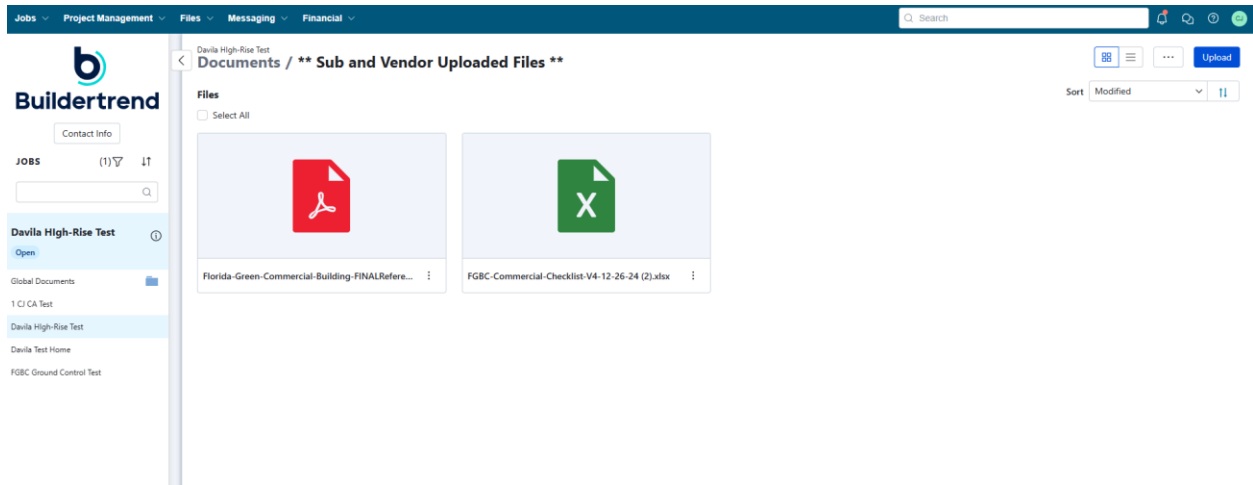 Jobs Project Management Files Messaging Financial Search CJ
Buildertrend
Contact Info
JOBS (1)
Davila HIgh-Rise Test
Open
Global Documents
1 CJ CA Test
Davila HIgh-Rise Test
Davila Test Home
FGBC Ground Control Test
Davila HIgh-Rise Test
Documents / ** Sub and Vendor Uploaded Files **
Upload
Files
Sort Modified
Select All
Florida-Green-Commercial-Building-FINALRefere...
X
FGBC-Commercial-Checklist-V4-12-26-24 (2).xlsx